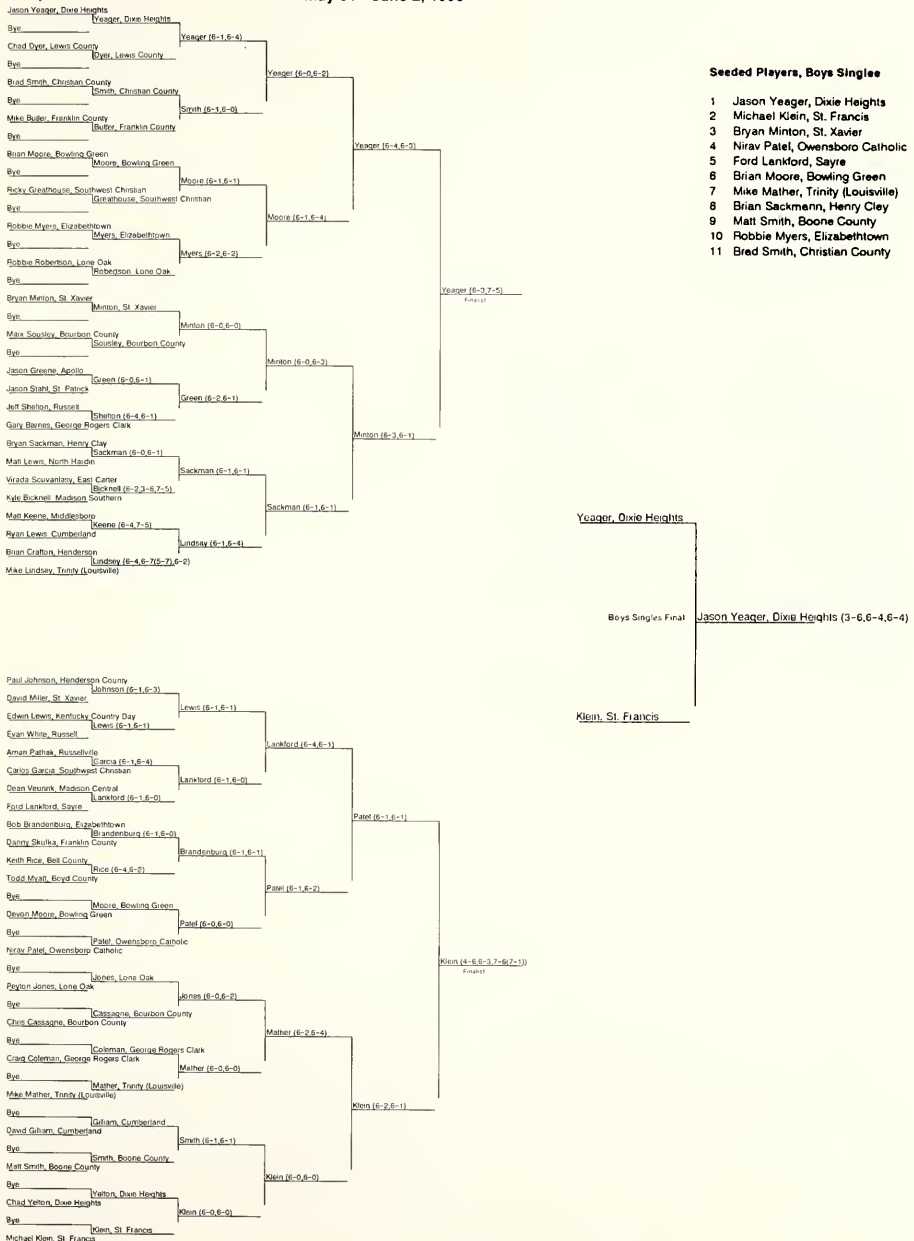 May 31 - June 2, 1990
Jason Yeager, Dixie Heights
Yeager, Dixie Heights
Bye
Yeager (6-1,6-4)
Chad Dyer, Lewis County
Dyer, Lewis County
Bye
Yeager (6-0,6-2)
Brad Smith, Christian County
Smith, Christian County
Bye
Smith (6-1,6-0)
Mike Butler, Franklin County
Butler, Franklin County
Bye
Yeager (6-4,6-3)
Brian Moore, Bowling Green
Moore, Bowling Green
Bye
Moore (6-1,6-1)
Ricky Greathouse, Southwest Christian
Greathouse, Southwest Christian
Bye
Moore (6-1,6-4)
Robbie Myers, Elizabethtown
Myers, Elizabethtown
Bye
Myers (6-2,6-2)
Robbie Robertson, Lone Oak
Robertson Lone Oak
Bye
Yeager (6-3,7-5)
Finalist
Bryan Minton, St. Xavier
Minton, St Xavier
Bye
Minton (6-0,6-0)
Mark Sousley, Bourbon County
Sousley, Bourbon County
Bye
Minton (6-0,6-3)
Jason Greene, Apollo
Green (6-0,6-1)
Jason Stahl, St Patrick
Green (6-2,6-1)
Jeff Shelton, Russell
Shelton (6-4,6-1)
Gary Barnes, George Rogers Clark
Minton (6-3,6-1)
Bryan Sackman, Henry Clay
Sackman (6-0,6-1)
Matt Lewis, North Hardin
Sackman (6-1,6-1)
Virada Souvanlasy, East Carter
Bicknell (6-2,3-6,7-5)
Kyle Bicknell Madison Southern
Sackman (6-1,6-1)
Matt Keene, Middlesboro
Keene (6-4,7-5)
Ryan Lewis Cumberland
Lindsay (6-1,6-4)
Brian Crafton, Henderson
Lindsey (6-4,6-7(5-7),6-2)
Mike Lindsey, Trinity (Louisville)
Seeded Players, Boys Singles
1 Jason Yeager, Dixie Heights
2 Michael Klein, St. Francis
3 Bryan Minton, St. Xavier
4 Nirav Patel, Owensboro Catholic
5 Ford Lankford, Sayre
6 Brian Moore, Bowling Green
7 Mike Mather, Trinity (Louisville)
8 Brian Sackmann, Henry Clay
9 Matt Smith, Boone County
10 Robbie Myers, Elizabethtown
11 Brad Smith, Christian County
Yeager, Dixie Heights
Boys Singles Final
Jason Yeager, Dixie Heights (3-6,6-4,6-4)
Klein, St. Francis
Paul Johnson, Henderson County
Johnson (6-1,6-3)
David Miller, St Xavier
Lewis (6-1,6-1)
Edwin Lewis, Kentucky Country Day
Lewis (6-1,6-1)
Evan White, Russell
Lankford (6-4,6-1)
Aman Pathak, Russellville
Garcia (6-1,6-4)
Carlos Garcia, Southwest Christian
Lankford (6-1,6-0)
Dean Veurink, Madison Central
Lankford (6-1,6-0)
Ford Lankford, Sayre
Patel (6-1,6-1)
Bob Brandenburg, Elizabethtown
Brandenburg (6-1,6-0)
Danny Skulka, Franklin County
Brandenburg (6-1,6-1)
Keith Rice, Bell County
Rice (6-4,6-2)
Todd Myatt, Boyd County
Patel (6-1,6-2)
Bye
Moore, Bowling Green
Devon Moore, Bowling Green
Patel (6-0,6-0)
Bye
Patel, Owensboro Catholic
Nirav Patel, Owensboro Catholic
Klein (4-6,6-3,7-6(7-1))
Finalist
Bye
Jones, Lone Oak
Peyton Jones, Lone Oak
Jones (6-0,6-2)
Bye
Cassagne, Bourbon County
Chris Cassagne, Bourbon County
Mather (6-2,6-4)
Bye
Coleman, George Rogers Clark
Craig Coleman, George Rogers Clark
Mather (6-0,6-0)
Bye
Mather, Trinity (Louisville)
Mike Mather, Trinity (Louisville)
Klein (6-2,6-1)
Bye
Gilliam, Cumberland
David Gilliam, Cumberland
Smith (6-1,6-1)
Bye
Smith, Boone County
Matt Smith, Boone County
Klein (6-0,6-0)
Bye
Yelton, Dixie Heights
Chad Yelton, Dixie Heights
Klein (6-0,6-0)
Bye
Klein, St. Francis
Michael Klein, St. Francis